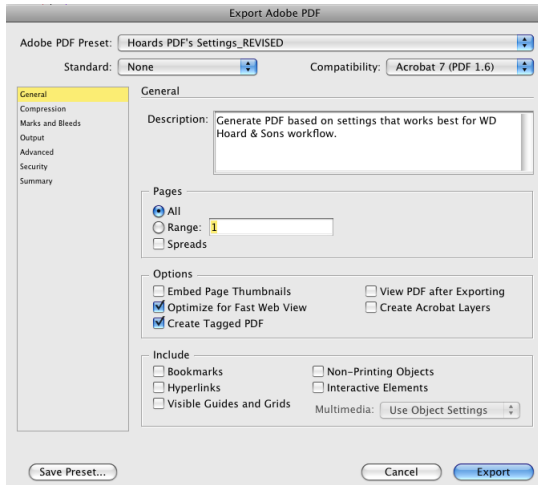 Export Adobe PDF
Adobe PDF Preset: Hoards PDF's Settings_REVISED
Standard: None Compatibility: Acrobat 7 (PDF 1.6)
General
Compression
Marks and Bleeds
Output
Advanced
Security
Summary
General
Description: Generate PDF based on settings that works best for WD
Hoard & Sons workflow.
Pages
All
Range: 1
Spreads
Options
Embed Page Thumbnails View PDF after Exporting
Optimize for Fast Web View Create Acrobat Layers
Create Tagged PDF
Include
Bookmarks Non-Printing Objects
Hyperlinks Interactive Elements
Visible Guides and Grids Multimedia: Use Object Settings
Save Preset... Cancel Export